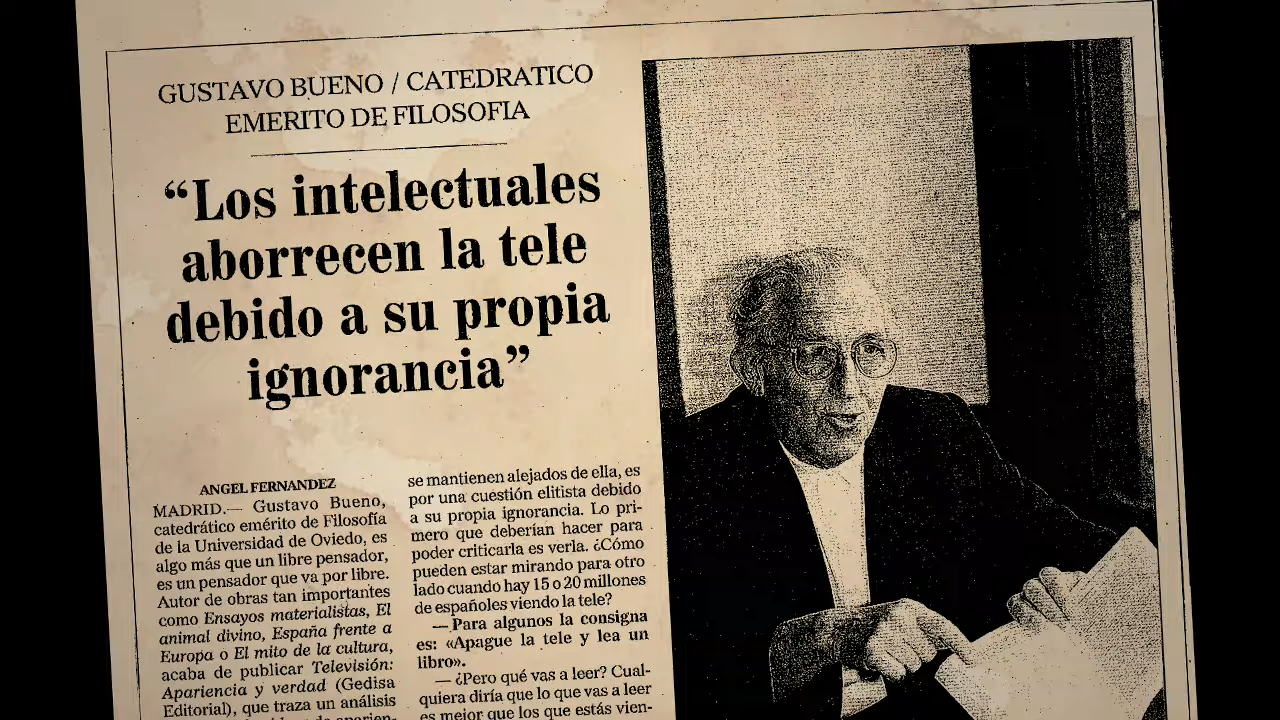 GUSTAVO BUENO / CATEDRATICO
EMERITO DE FILOSOFIA
“Los intelectuales
aborrecen la tele
debido a su propia
ignorancia”
ANGEL FERNANDEZ
MADRID.— Gustavo Bueno,
catedrático emérito de Filosofía
de la Universidad de Oviedo, es
algo más que un libre pensador,
es un pensador que va por libre.
Autor de obras tan importantes
como Ensayos materialistas, El
animal divino, España frente a
Europa o El mito de la cultura,
acaba de publicar Televisión:
Apariencia y verdad (Gedisa
Editorial), que traza un análisis
se mantienen alejados de ella, es
por una cuestión elitista debido
a su propia ignorancia. Lo pri-
mero que deberían hacer para
poder criticarla es verla. ¿Cómo
pueden estar mirando para otro
lado cuando hay 15 o 20 millones
de españoles viendo la tele?
— Para algunos la consigna
es: «Apague la tele y lea un
libro».
— ¿Pero qué vas a leer? Cual-
quiera diría que lo que vas a leer
es mejor que los que estás vien-